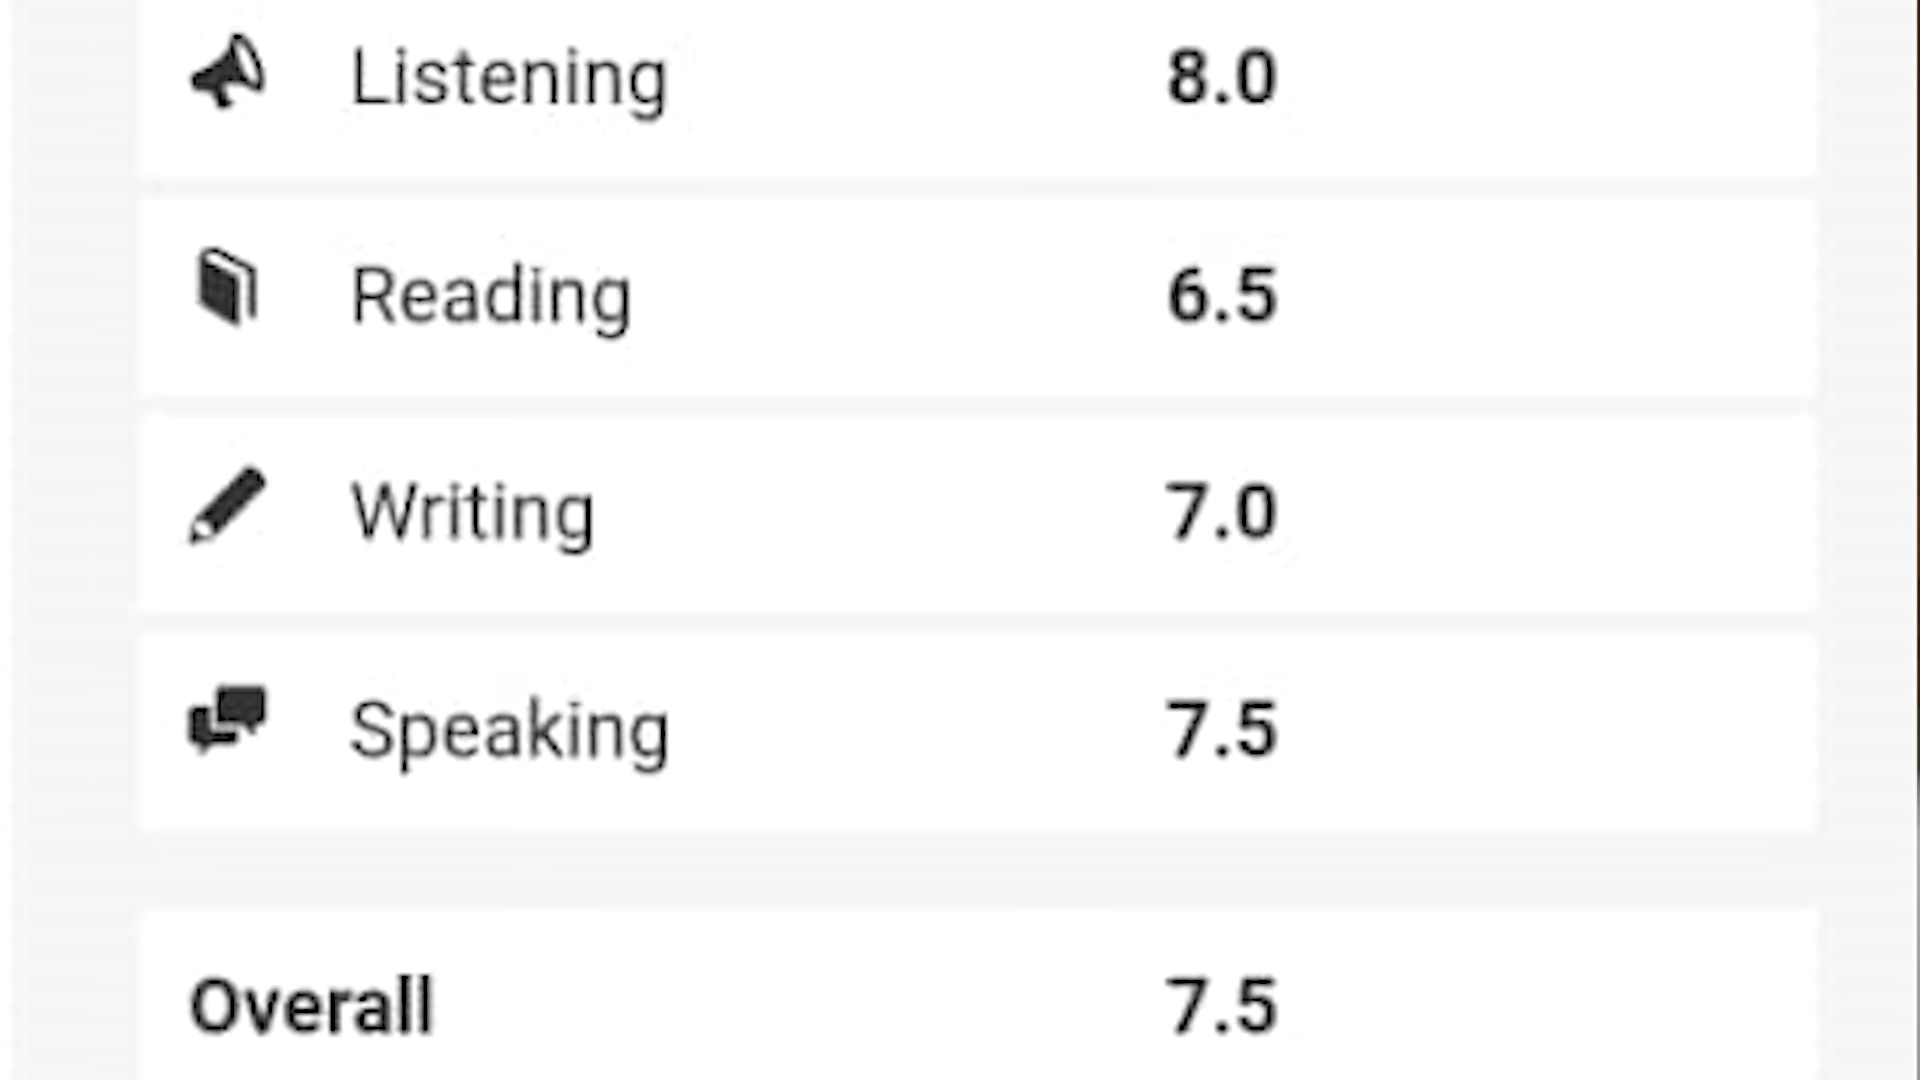 Listening 8.0
Reading 6.5
Writing 7.0
Speaking 7.5
Overall 7.5